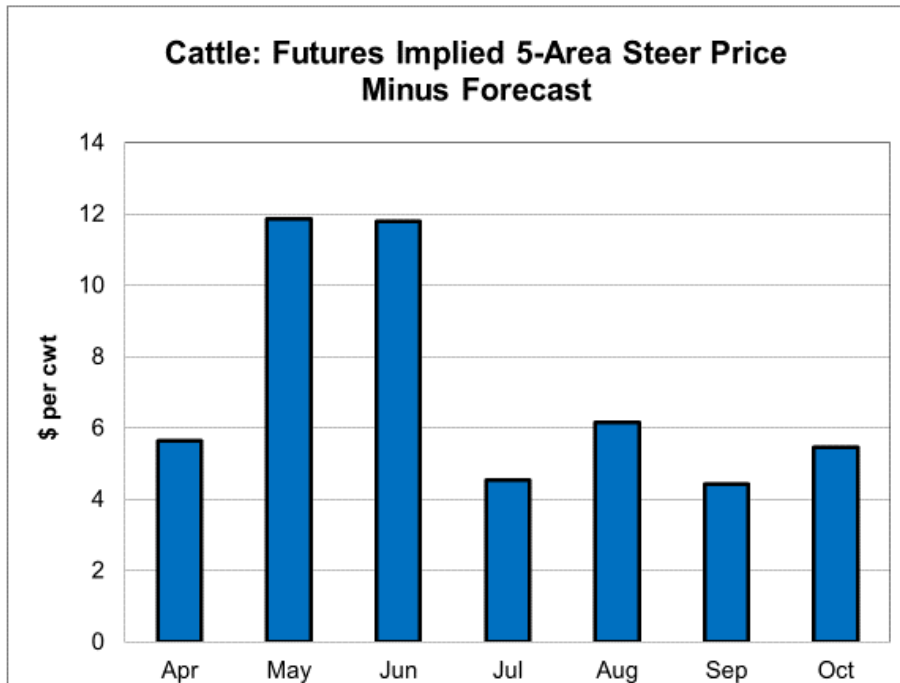 Cattle: Futures Implied 5-Area Steer Price
Minus Forecast
$ per cwt
14
12
10
8
6
4
2
0
Apr May Jun Jul Aug Sep Oct